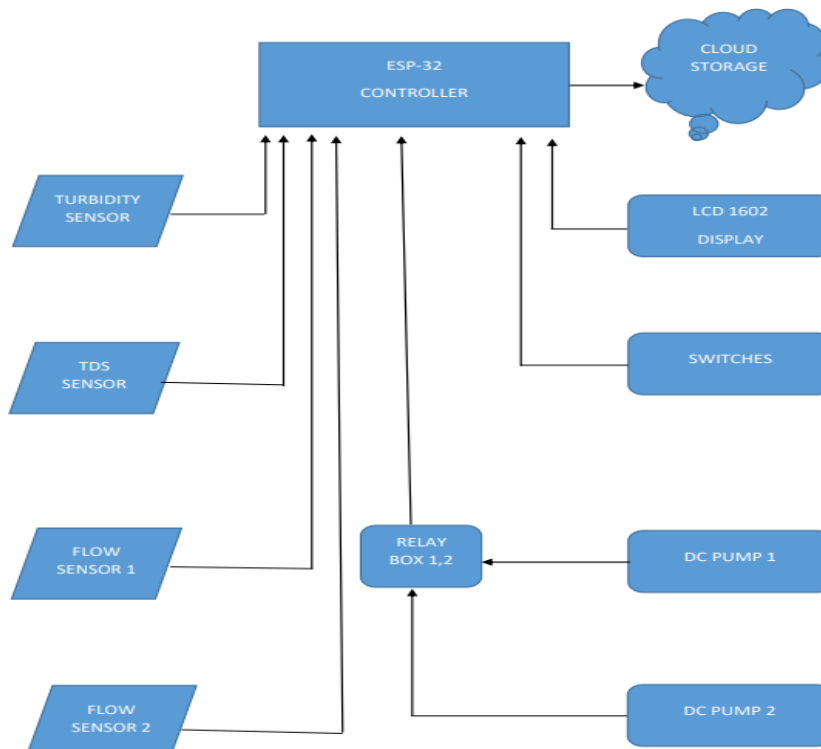 ESP-32
CONTROLLER
CLOUD
STORAGE
TURBIDITY
SENSOR
LCD 1602
DISPLAY
TDS
SENSOR
SWITCHES
FLOW
SENSOR 1
RELAY
BOX 1,2
DC PUMP 1
FLOW
SENSOR 2
DC PUMP 2